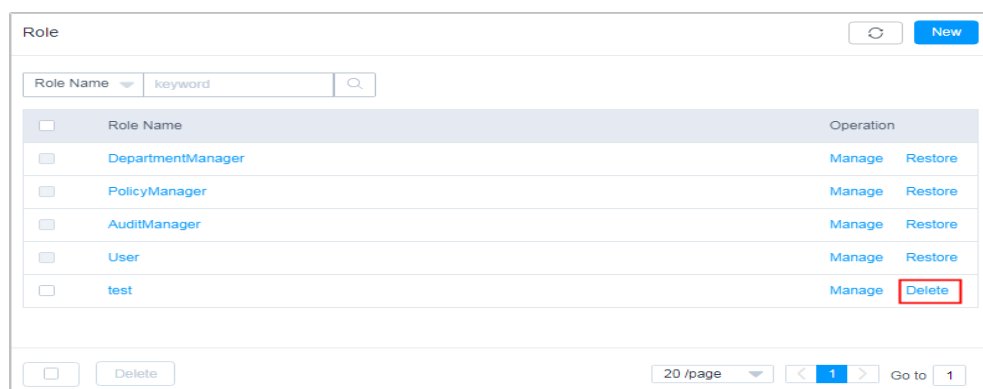 Role
New
Role Name keyword
Role Name Operation
DepartmentManager Manage Restore
PolicyManager Manage Restore
AuditManager Manage Restore
User Manage Restore
test Manage Delete
Delete 20 /page 1 Go to 1